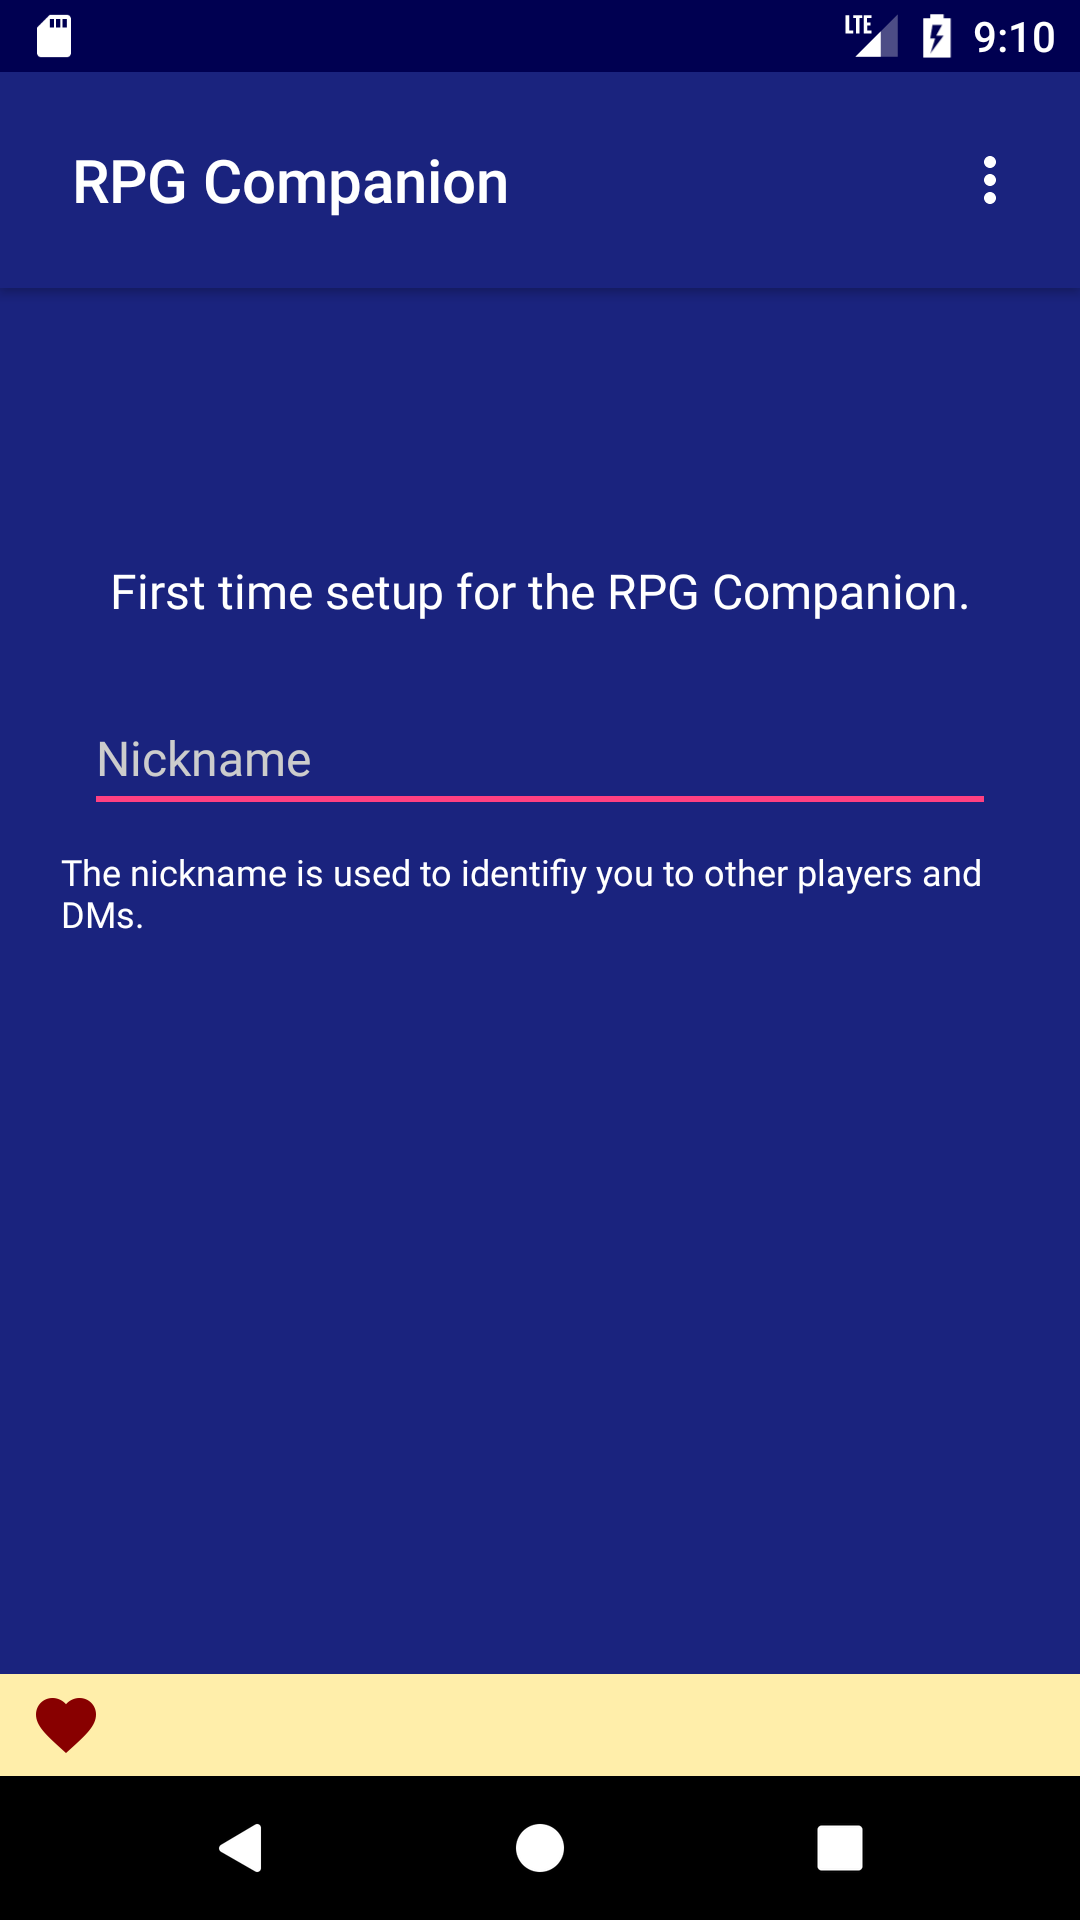 LTE 9:10
RPG Companion
First time setup for the RPG Companion.
Nickname
The nickname is used to identifiy you to other players and
DMs.